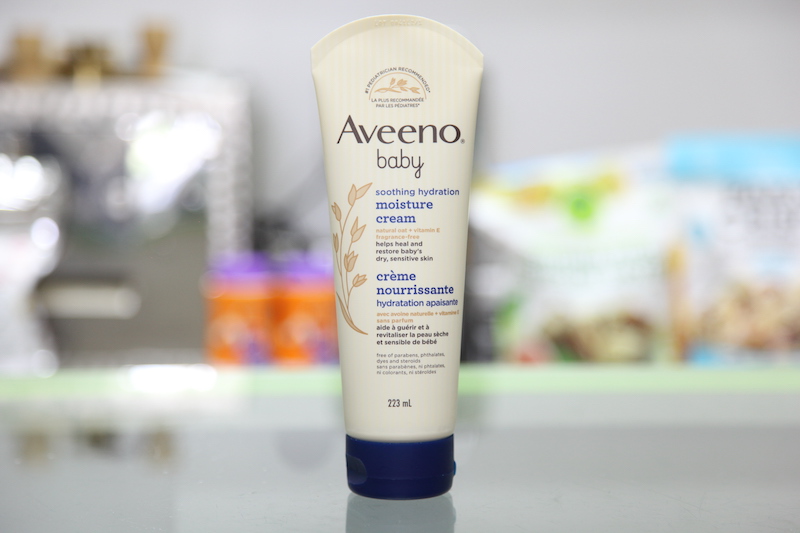 #1 PEDIATRICIAN RECOMMENDED*
LA PLUS RECOMMANDÉE
PAR LES PÉDIATRES*
Aveeno®
baby
soothing hydration
moisture
cream
natural oat + vitamin E
fragrance-free
helps heal and
restore baby's
dry, sensitive skin
crème
nourrissante
hydratation apaisante
avec avoine naturelle + vitamine E
sans parfum
aide à guérir et à
revitaliser la peau sèche
et sensible de bébé
free of parabens, phthalates,
dyes and steroids
sans parabènes, ni phtalates,
ni colorants, ni stéroïdes
223 mL